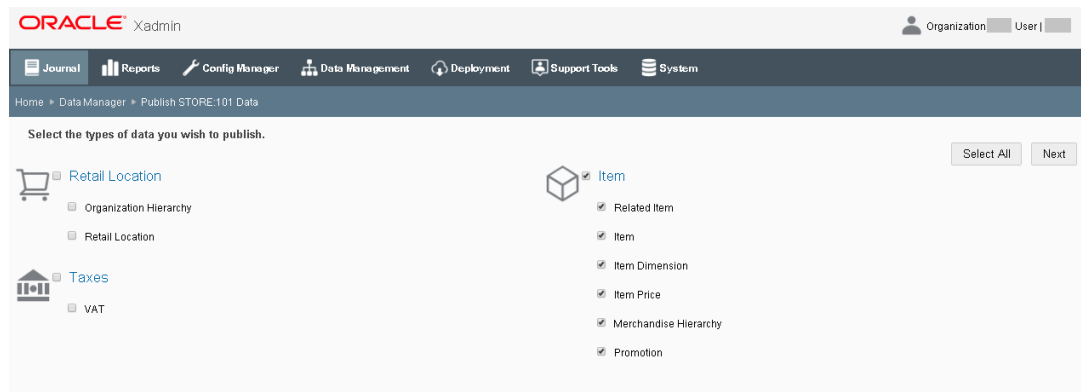 ORACLE® Xadmin
Organization User |
Journal Reports Config Manager Data Management Deployment Support Tools System
Home ▸ Data Manager ▸ Publish STORE:101 Data
Select the types of data you wish to publish.
Select All Next
Retail Location
Organization Hierarchy
Retail Location
Taxes
VAT
Item
Related Item
Item
Item Dimension
Item Price
Merchandise Hierarchy
Promotion